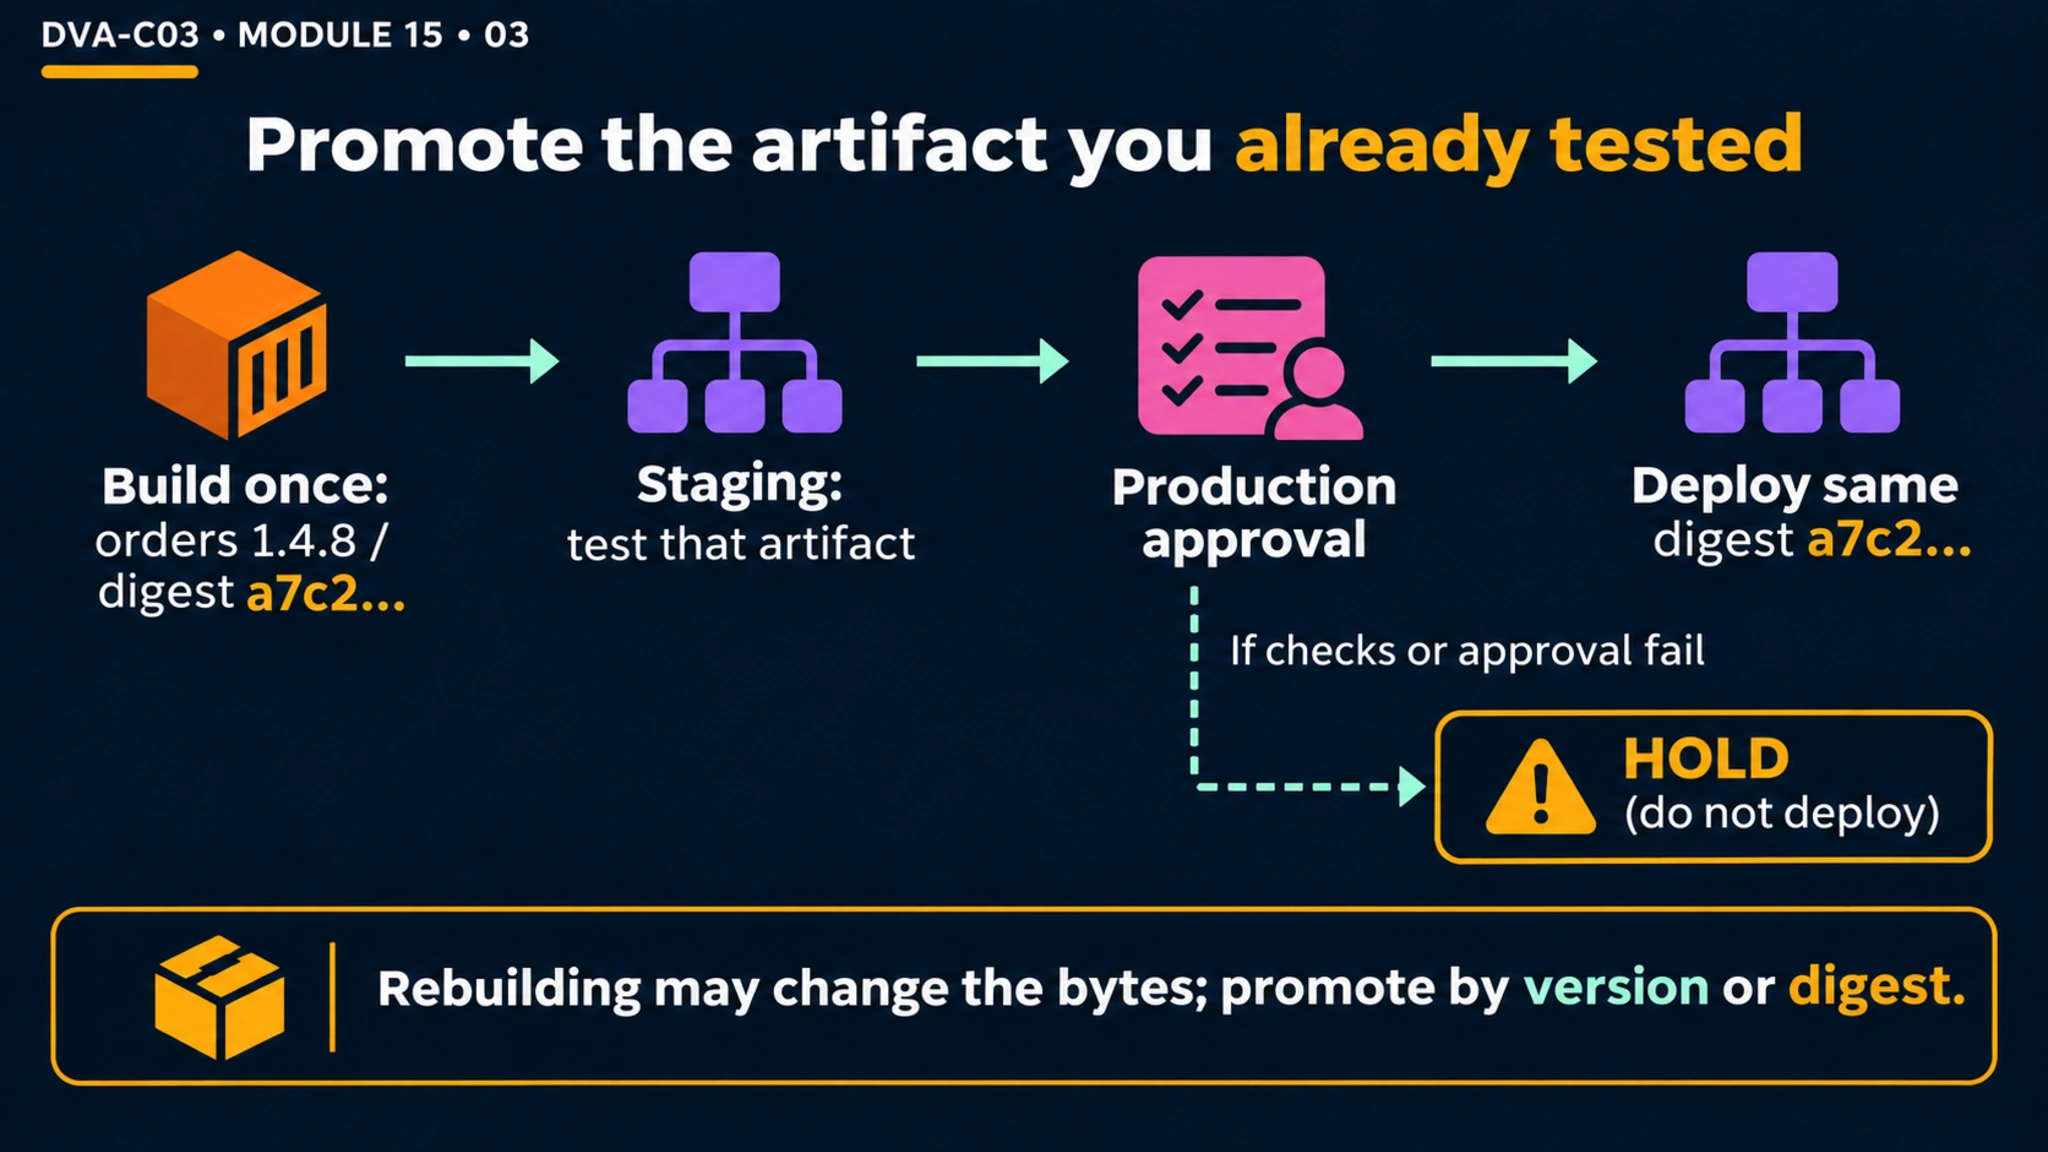 DVA-C03 • MODULE 15 • 03
Promote the artifact you already tested
Build once:
orders 1.4.8 /
digest a7c2...
Staging:
test that artifact
Production
approval
Deploy same
digest a7c2...
If checks or approval fail
HOLD
(do not deploy)
Rebuilding may change the bytes; promote by version or digest.